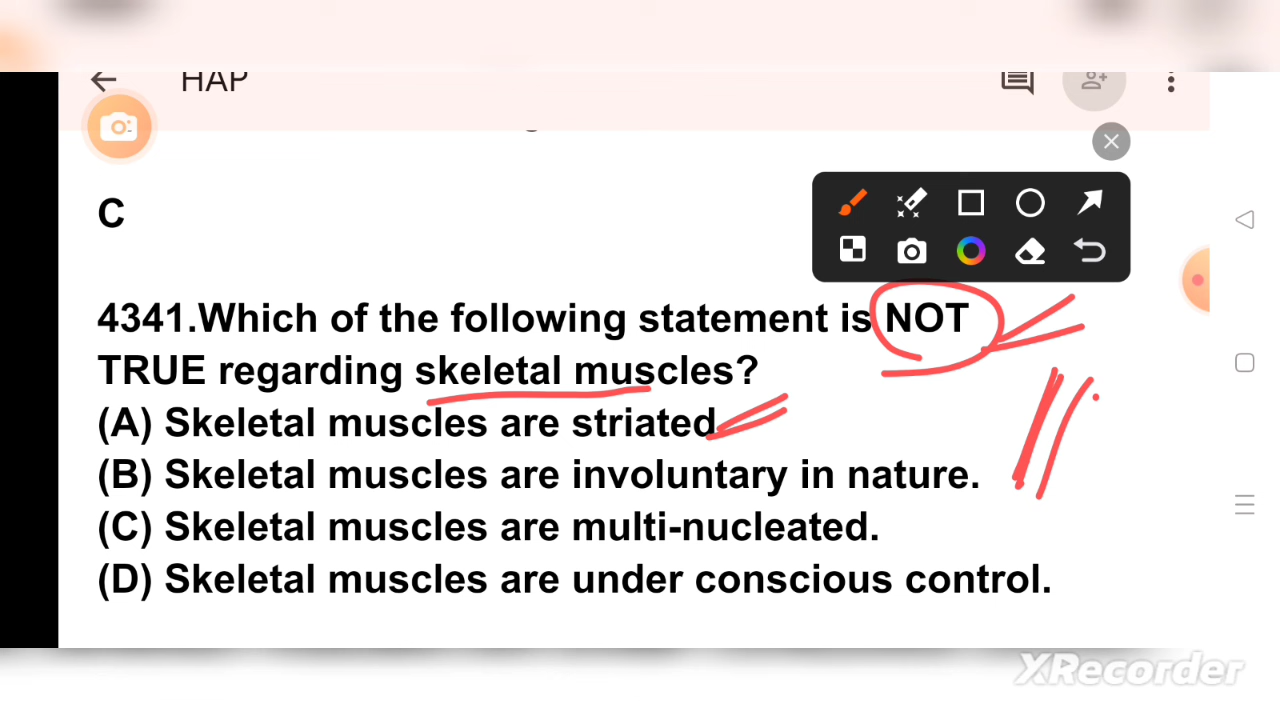 HAP
C
4341.Which of the following statement is NOT
TRUE regarding skeletal muscles?
(A) Skeletal muscles are striated
(B) Skeletal muscles are involuntary in nature.
(C) Skeletal muscles are multi-nucleated.
(D) Skeletal muscles are under conscious control.
XRecorder